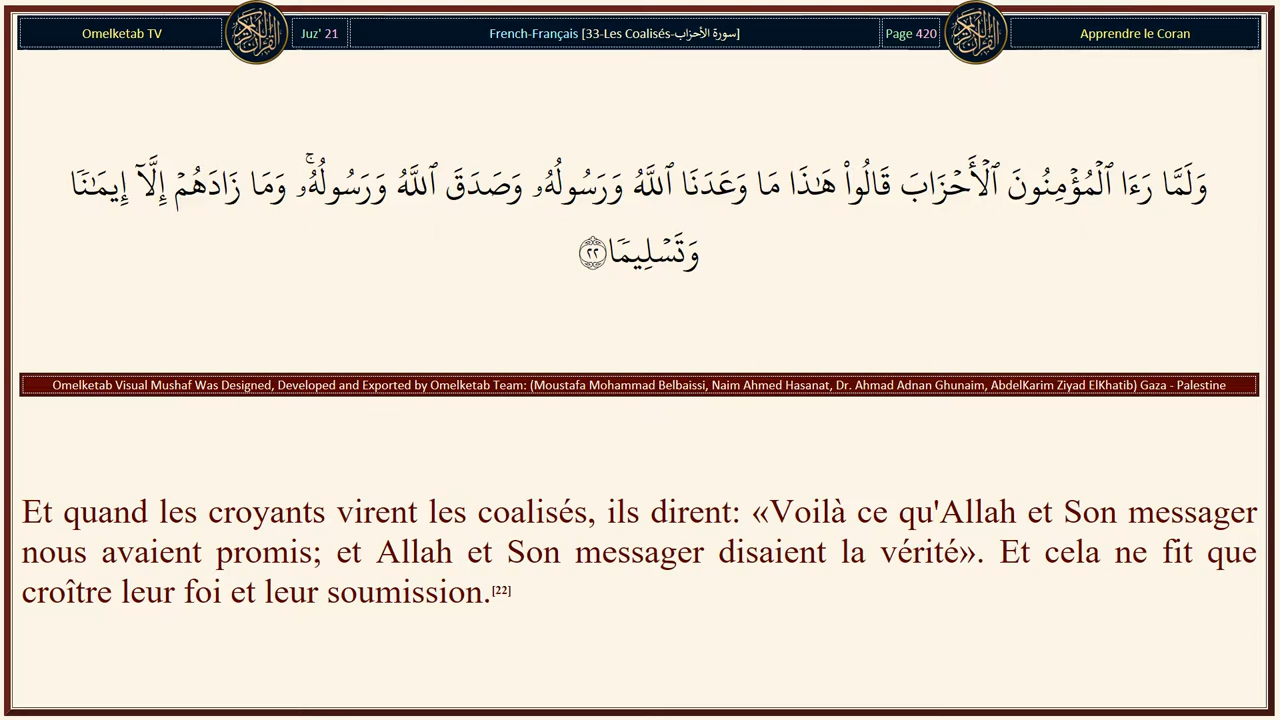 Omelketab TV
Juz' 21
French-Français [33-Les Coalisés-سورة الأحزاب]
Page 420
Apprendre le Coran
وَلَمَّا رَءَا ٱلْمُؤْمِنُونَ ٱلْأَحْزَابَ قَالُوا۟ هَـٰذَا مَا وَعَدَنَا ٱللَّهُ وَرَسُولُهُۥ وَصَدَقَ ٱللَّهُ وَرَسُولُهُۥ ۚ وَمَا زَادَهُمْ إِلَّآ إِيمَـٰنًا
وَتَسْلِيمًا ٢٢
Omelketab Visual Mushaf Was Designed, Developed and Exported by Omelketab Team: (Moustafa Mohammad Belbaissi, Naim Ahmed Hasanat, Dr. Ahmad Adnan Ghunaim, AbdelKarim Ziyad ElKhatib) Gaza - Palestine
Et quand les croyants virent les coalisés, ils dirent: «Voilà ce qu'Allah et Son messager
nous avaient promis; et Allah et Son messager disaient la vérité». Et cela ne fit que
croître leur foi et leur soumission.[22]